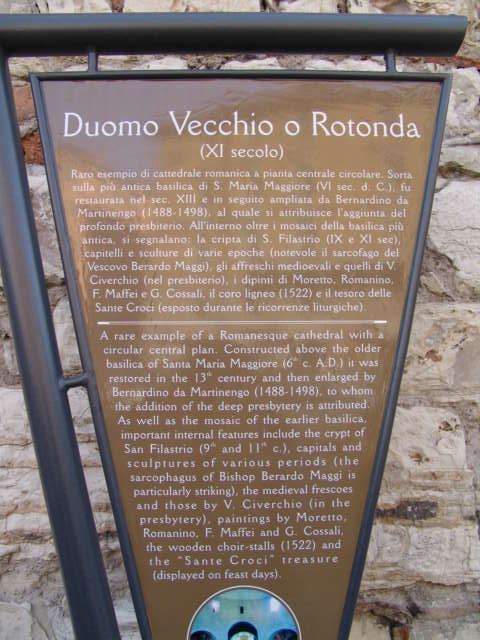 Duomo Vecchio o Rotonda
(XI secolo)
Raro esempio di cattedrale romanica a pianta centrale circolare. Sorta
sulla più antica basilica di S. Maria Maggiore (VI sec. d. C.), fu
restaurata nel sec. XIII e in seguito ampliata da Bernardino da
Martinengo (1488-1498), al quale si attribuisce l'aggiunta del
profondo presbiterio. All'interno oltre i mosaici della basilica più
antica, si segnalano: la cripta di S. Filastrio (IX e XI sec),
capitelli e sculture di varie epoche (notevole il sarcofago del
Vescovo Berardo Maggi), gli affreschi medioevali e quelli di V.
Civerchio (nel presbiterio), i dipinti di Moretto, Romanino,
F. Maffei e G. Cossali, il coro ligneo (1522) e il tesoro delle
Sante Croci (esposto durante le ricorrenze liturgiche)
A rare example of a Romanesque cathedral with a
circular central plan. Constructed above the older
basilica of Santa Maria Maggiore (6th c. A.D.) it was
restored in the 13th century and then enlarged by
Bernardino da Martinengo (1488-1498), to whom
the addition of the deep presbytery is attributed.
As well as the mosaic of the earlier basilica,
important internal features include the crypt of
San Filastrio (9th and 11th c.), capitals and
sculptures of various periods (the
sarcophagus of Bishop Berardo Maggi is
particularly striking), the medieval frescoes
and those by V. Civerchio (in the
presbytery), paintings by Moretto,
Romanino, F. Maffei and G. Cossali,
the wooden choir-stalls (1522) and
the "Sante Croci" treasure
(displayed on feast days).